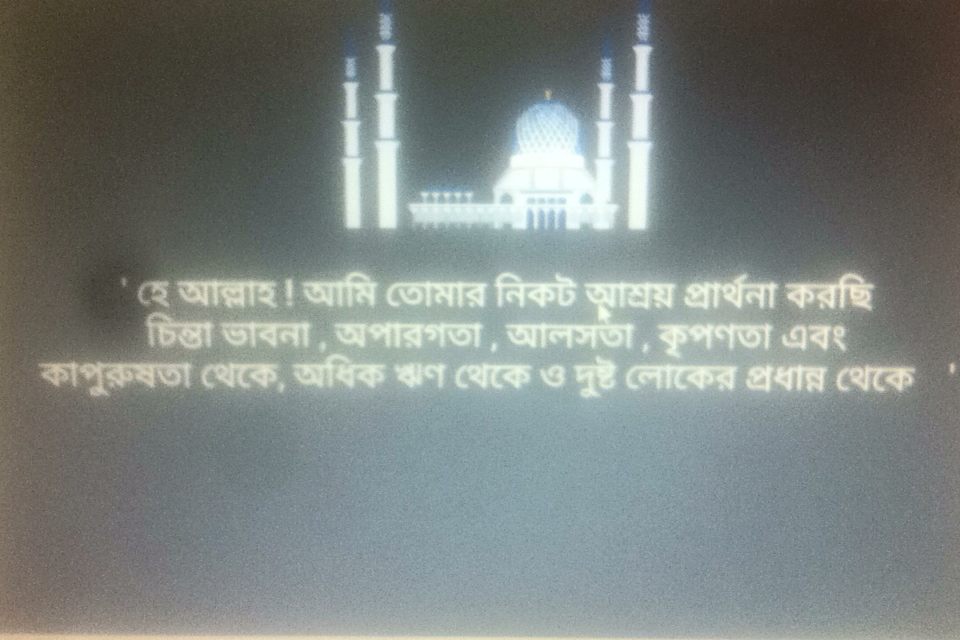 ' হে আল্লাহ ! আমি তোমার নিকট আশ্রয় প্রার্থনা করছি
চিন্তা ভাবনা , অপারগতা , আলসতা , কৃপণতা এবং
কাপুরুষতা থেকে, অধিক ঋণ থেকে ও দুষ্ট লোকের প্রধান্ন থেকে '